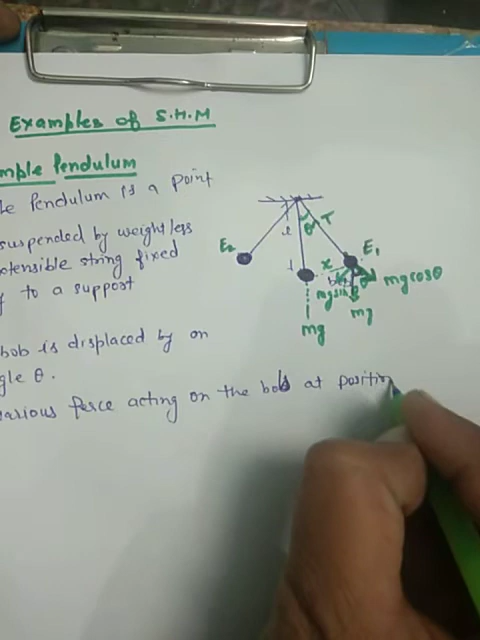 Examples of S.H.M
mple Pendulum
le Pendulum is a point
suspended by weightless
xtensible string fixed
to a support
bob is displaced by on
gle θ.
arious force acting on the bob at position
E2
l
θ
T
E1
x
mg sinθ
θ
mg cosθ
mg
mg